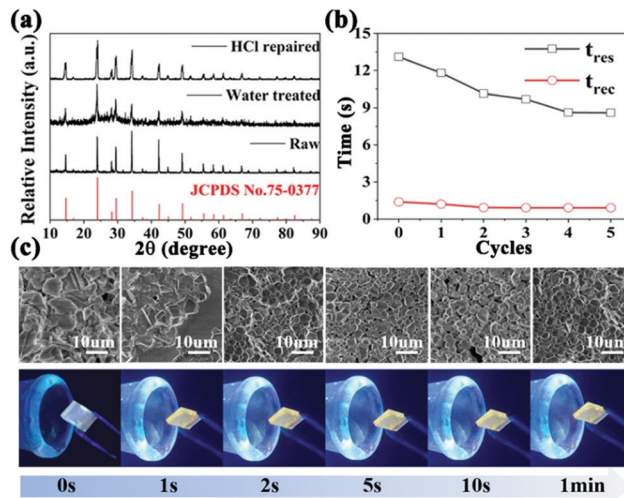 (a)
Relative Intensity (a.u.)
HCl repaired
Water treated
Raw
JCPDS No.75-0377
10 20 30 40 50 60 70 80 90
2θ (degree)
(b)
Time (s)
15
12
9
6
3
0
t_res
t_rec
0 1 2 3 4 5
Cycles
(c)
10um 10um 10um 10um 10um 10um
0s 1s 2s 5s 10s 1min